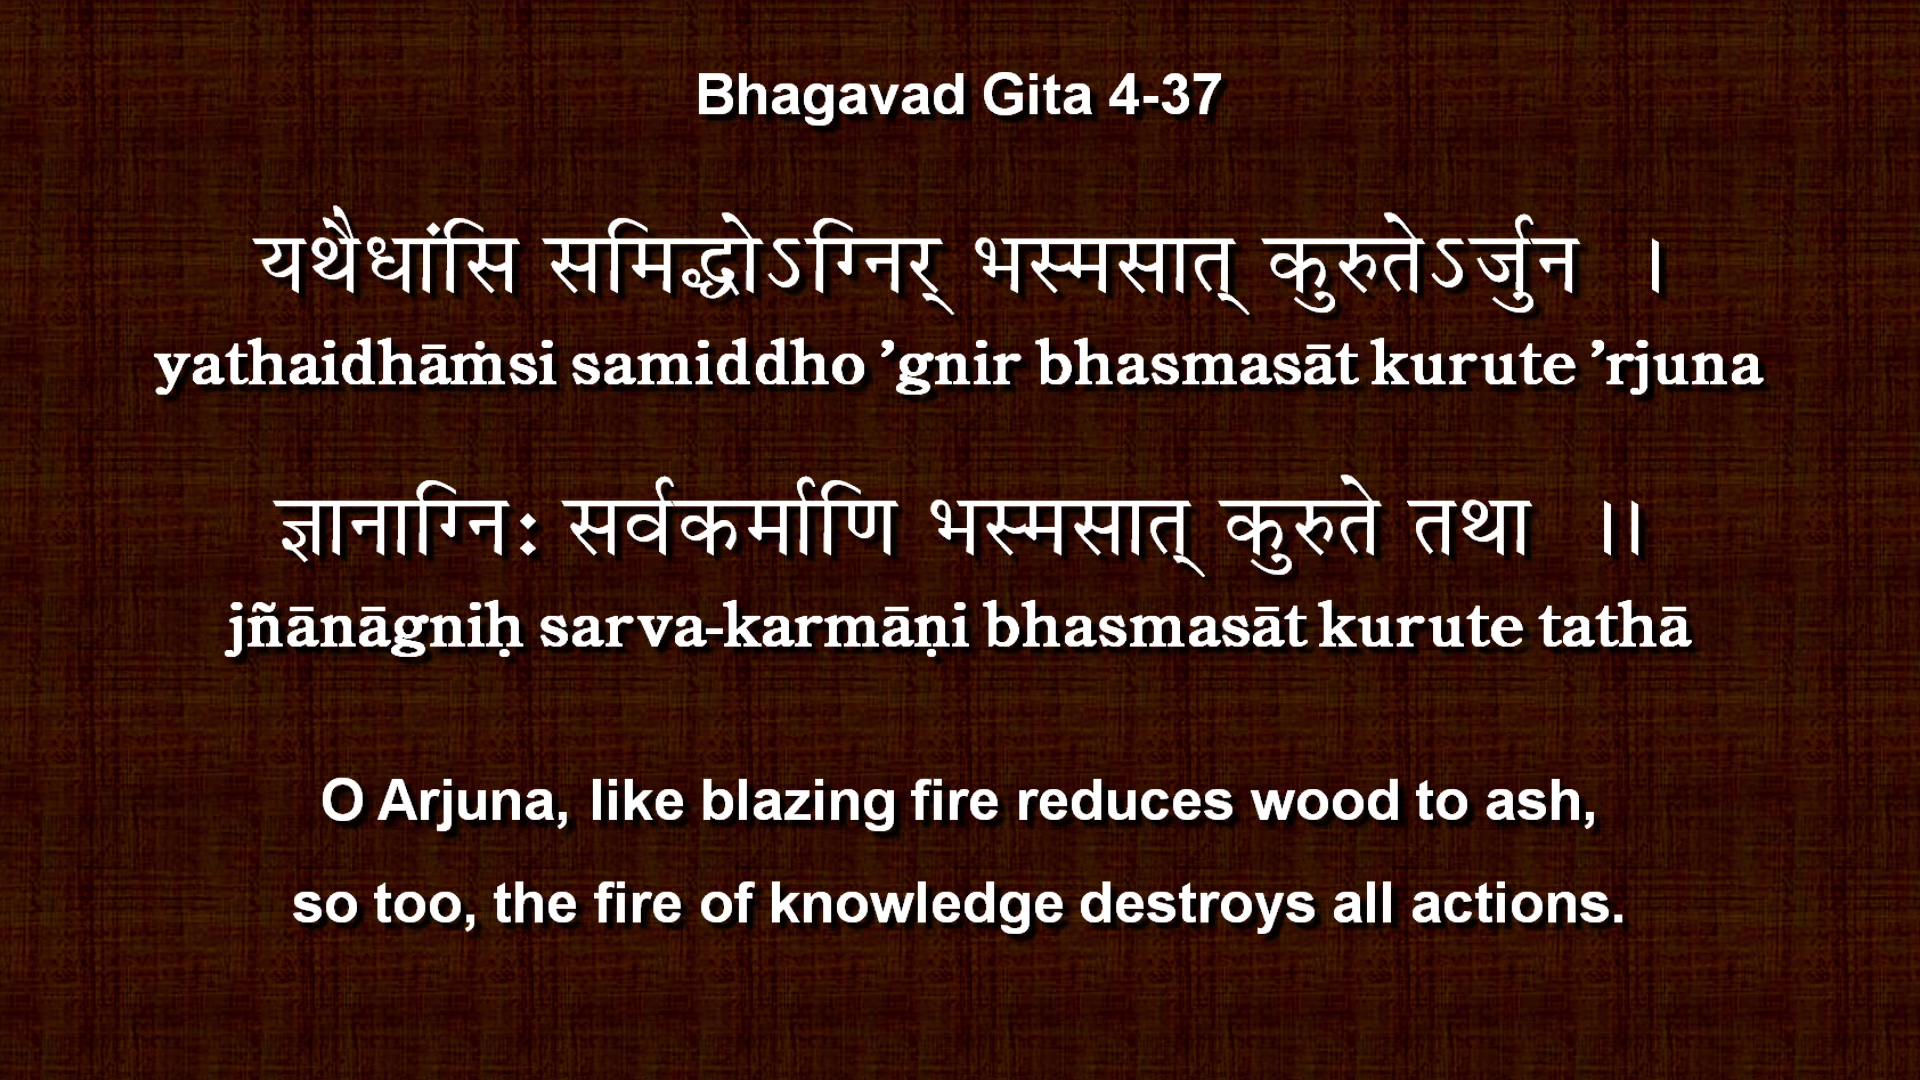 Bhagavad Gita 4-37
यथैधांसि समिद्धोऽग्निर् भस्मसात् कुरुतेऽर्जुन ।
yathaidhāṁsi samiddho ’gnir bhasmasāt kurute ’rjuna
ज्ञानाग्निः सर्वकर्माणि भस्मसात् कुरुते तथा ।।
jñānāgniḥ sarva-karmāṇi bhasmasāt kurute tathā
O Arjuna, like blazing fire reduces wood to ash,
so too, the fire of knowledge destroys all actions.